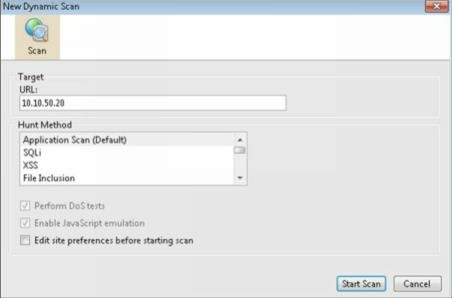 New Dynamic Scan
Scan
Target
URL:
10.10.50.20
Hunt Method
Application Scan (Default)
SQLi
XSS
File Inclusion
Perform DoS tests
Enable JavaScript emulation
Edit site preferences before starting scan
Start Scan
Cancel